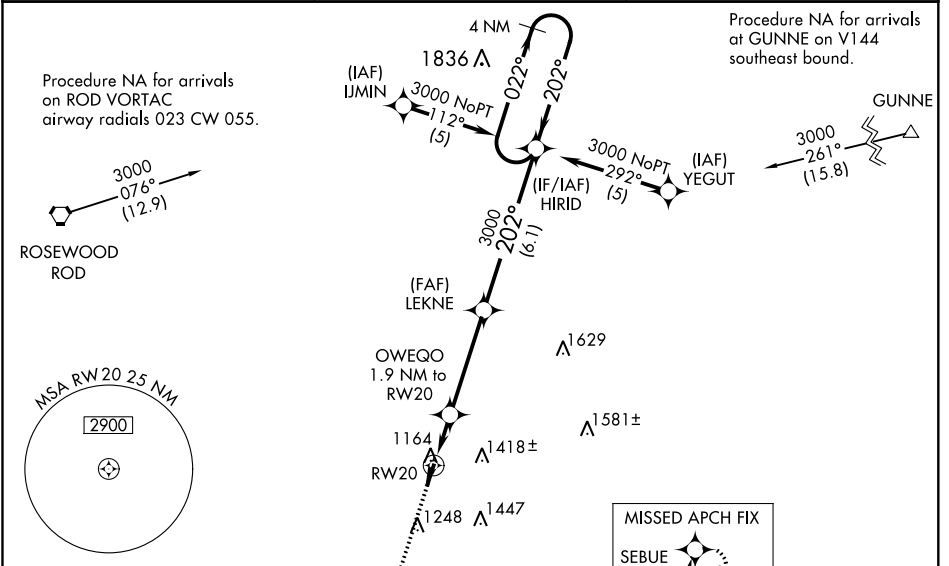 Procedure NA for arrivals
at GUNNE on V144
southeast bound.
4 NM
1836
022°
202°
Procedure NA for arrivals
on ROD VORTAC
airway radials 023 CW 055.
(IAF)
IJMIN
3000 NoPT
112°
(5)
GUNNE
3000
261°
(15.8)
3000 NoPT
292°
(5)
(IAF)
YEGUT
(IF/IAF)
HIRID
3000
076°
(12.9)
ROSEWOOD
ROD
3000
202°
(6.1)
(FAF)
LEKNE
1629
OWEQO
1.9 NM to
RW20
MSA RW20 25 NM
2900
1581±
1164
1418±
RW20
1248
1447
MISSED APCH FIX
SEBUE